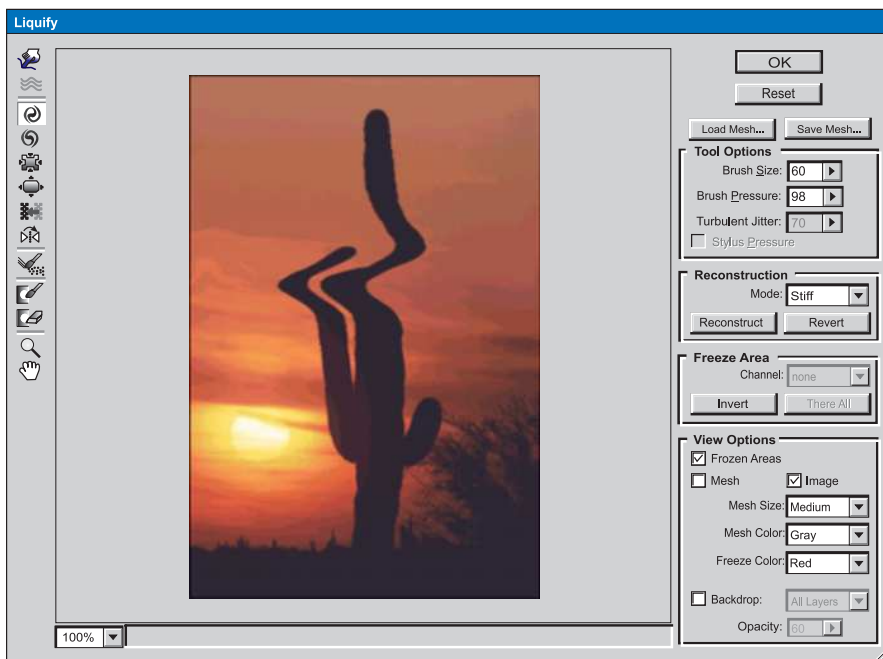 Liquify
OK
Reset
Load Mesh... Save Mesh...
Tool Options
Brush Size: 60
Brush Pressure: 98
Turbulent Jitter: 70
Stylus Pressure
Reconstruction
Mode: Stiff
Reconstruct Revert
Freeze Area
Channel: none
Invert There All
View Options
Frozen Areas
Mesh Image
Mesh Size: Medium
Mesh Color: Gray
Freeze Color: Red
Backdrop: All Layers
Opacity: 60
100%